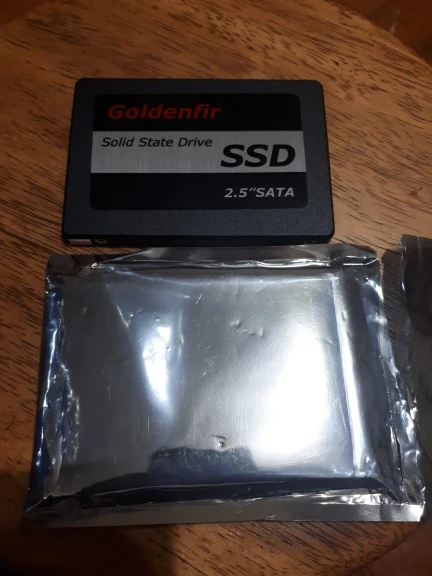 Goldenfir
Solid State Drive
SSD
2.5"SATA